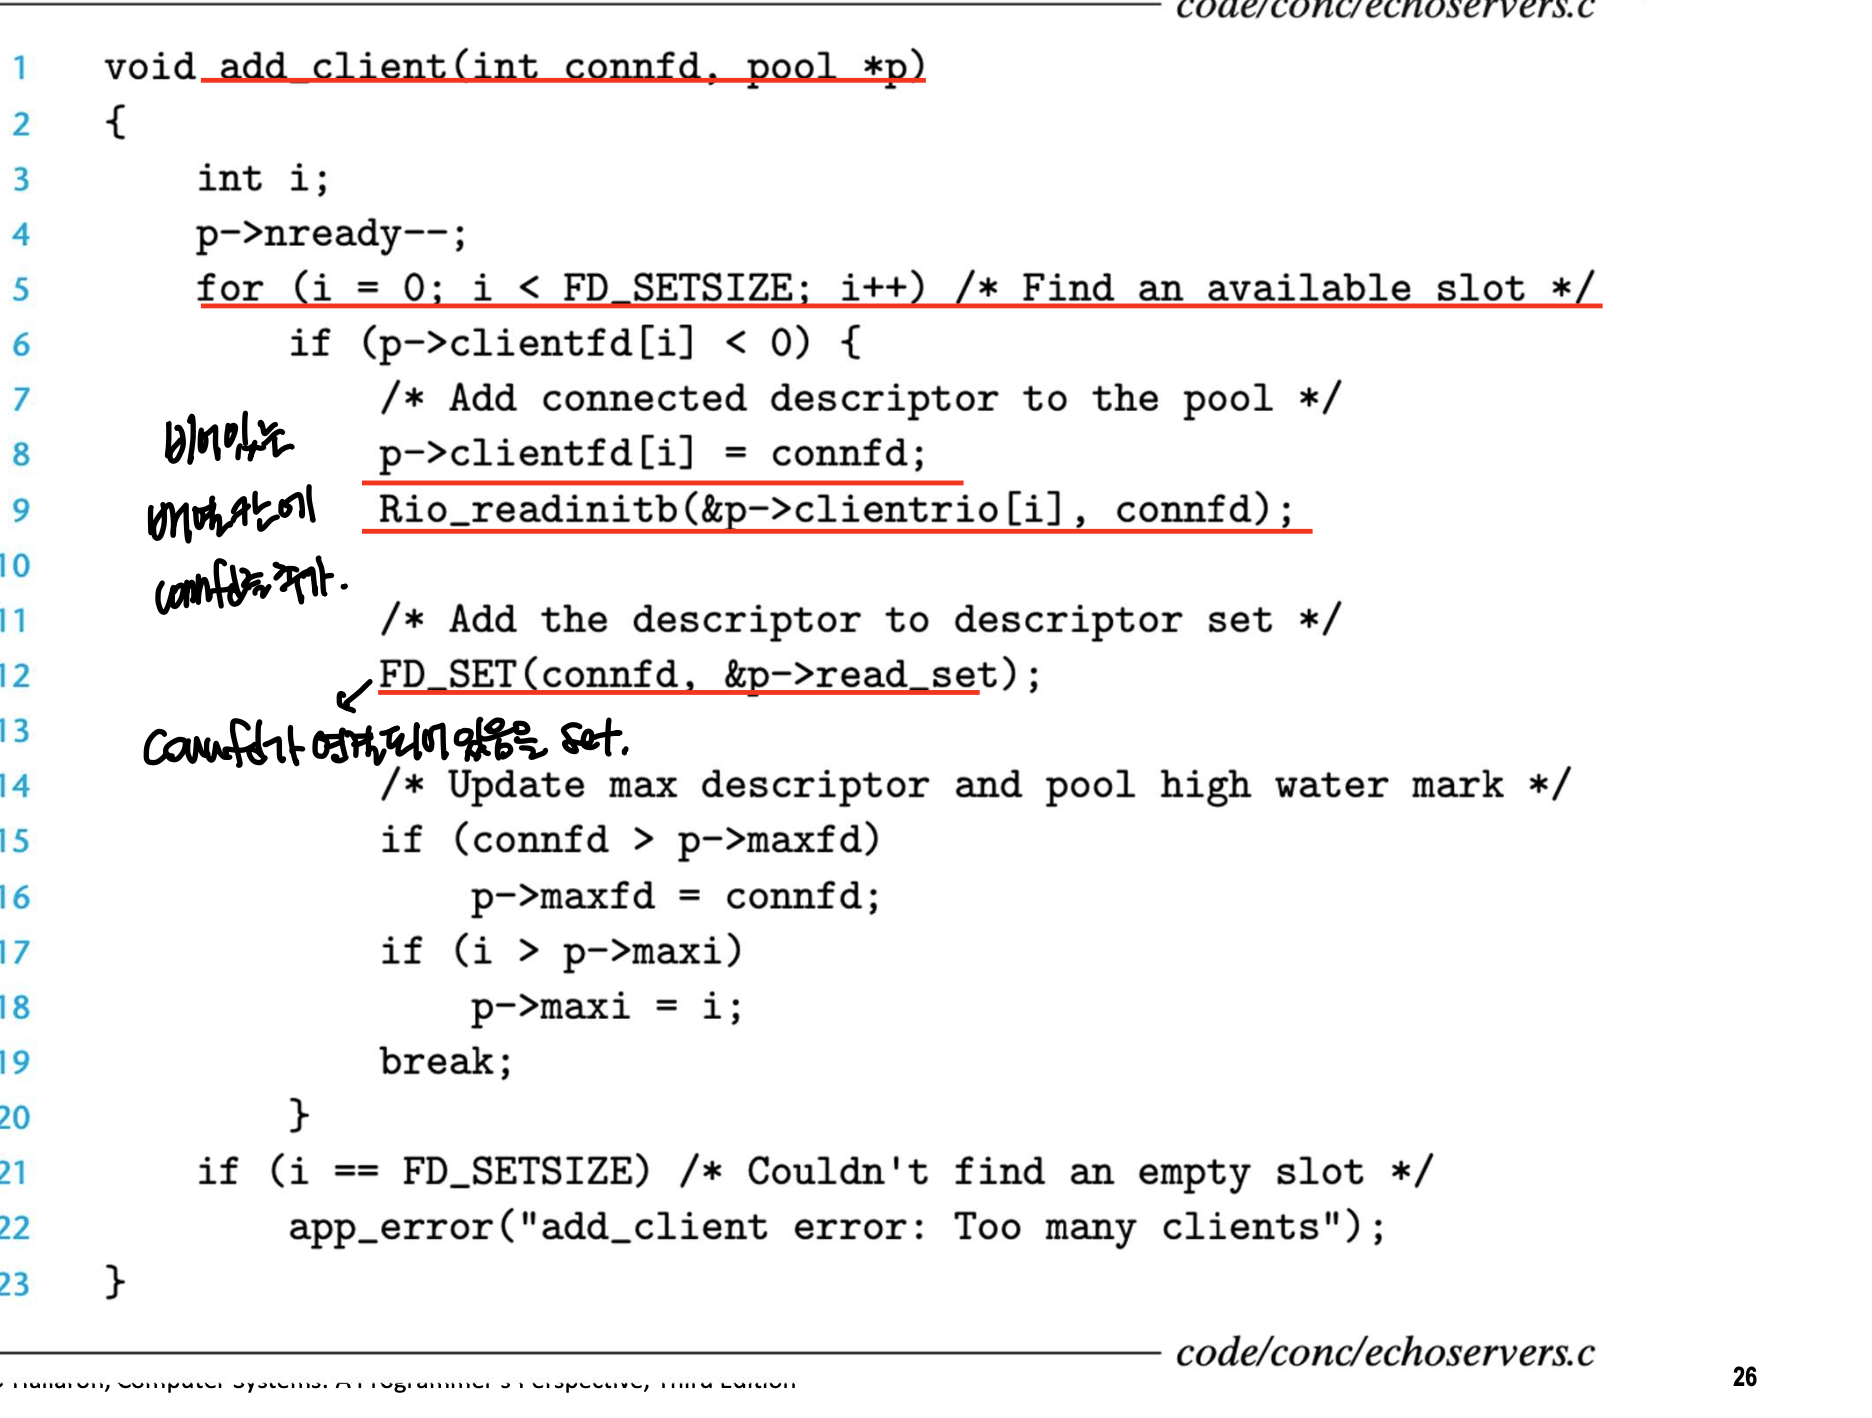 code/conc/echoservers.c
1 void add_client(int connfd, pool *p)
2 {
3 int i;
4 p->nready--;
5 for (i = 0; i < FD_SETSIZE; i++) /* Find an available slot */
6 if (p->clientfd[i] < 0) {
7 /* Add connected descriptor to the pool */
비어있는
8 p->clientfd[i] = connfd;
배열칸에
9 Rio_readinitb(&p->clientrio[i], connfd);
10
connfd를 추가.
11 /* Add the descriptor to descriptor set */
12 FD_SET(connfd, &p->read_set);
13
connfd가 연결되어 있음을 set.
14 /* Update max descriptor and pool high water mark */
15 if (connfd > p->maxfd)
16 p->maxfd = connfd;
17 if (i > p->maxi)
18 p->maxi = i;
19 break;
20 }
21 if (i == FD_SETSIZE) /* Couldn't find an empty slot */
22 app_error("add_client error: Too many clients");
23 }
code/conc/echoservers.c
Computer Systems: A Programmer's Perspective, Third Edition
26